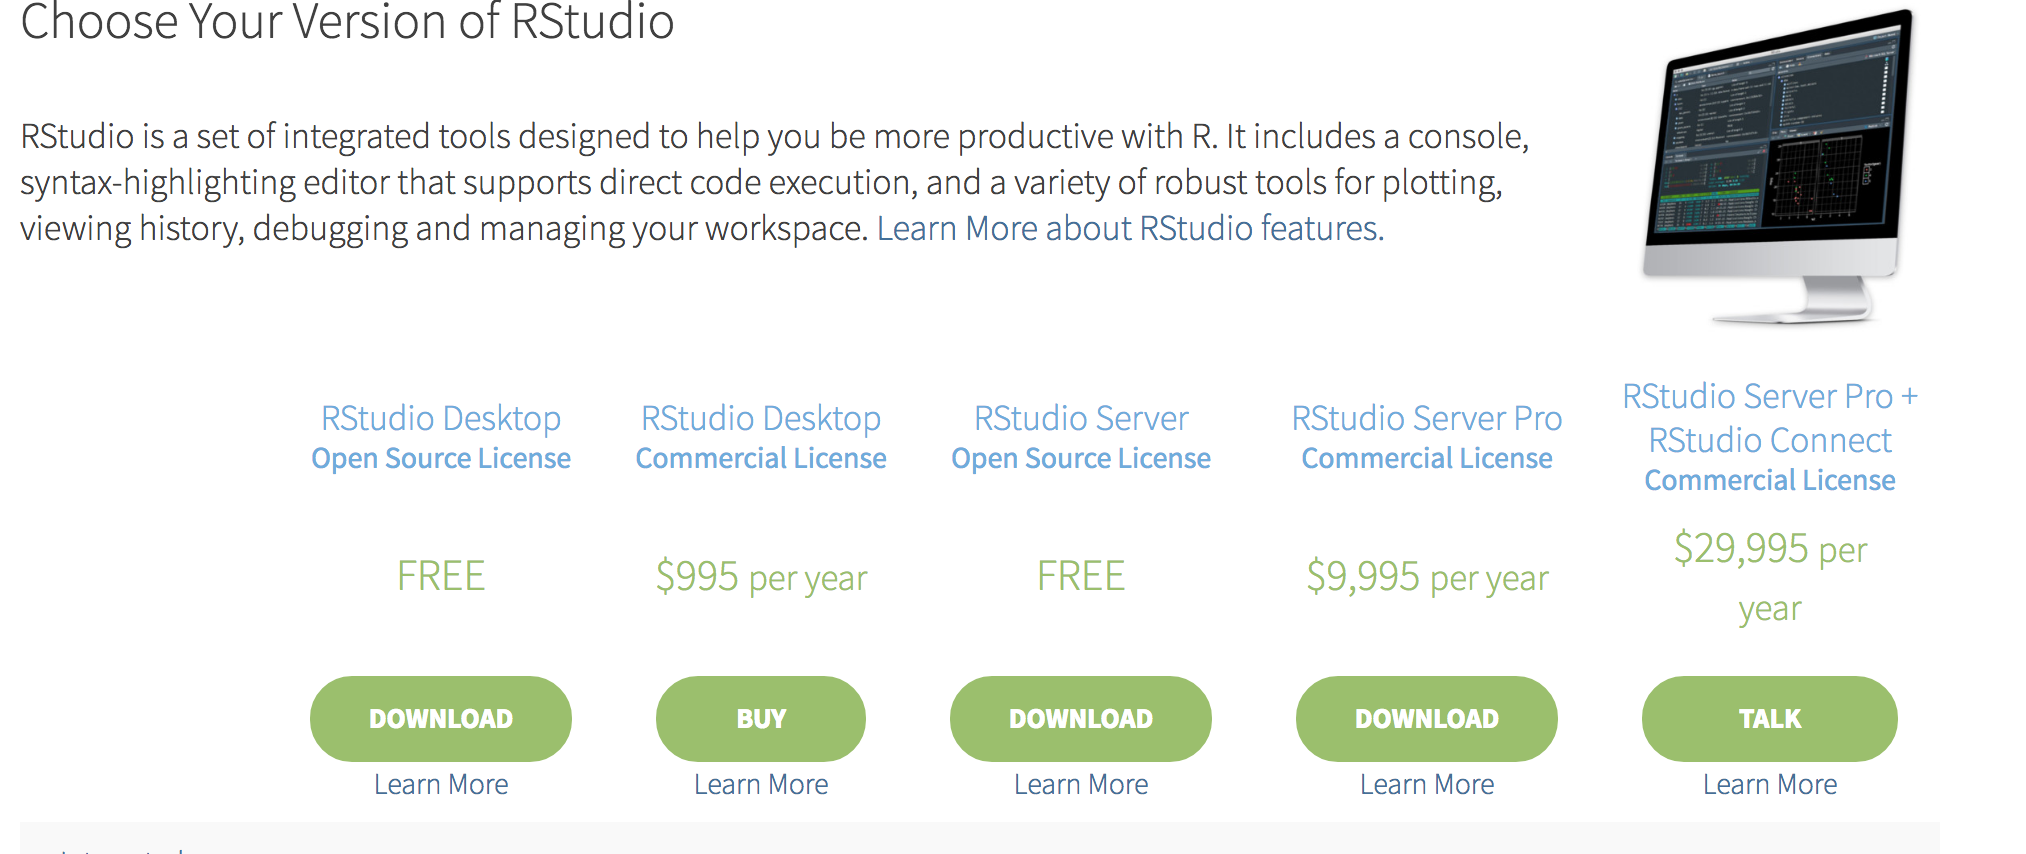 Choose Your Version of RStudio
RStudio is a set of integrated tools designed to help you be more productive with R. It includes a console,
syntax-highlighting editor that supports direct code execution, and a variety of robust tools for plotting,
viewing history, debugging and managing your workspace. Learn More about RStudio features.
RStudio Desktop
Open Source License
FREE
DOWNLOAD
Learn More
RStudio Desktop
Commercial License
$995 per year
BUY
Learn More
RStudio Server
Open Source License
FREE
DOWNLOAD
Learn More
RStudio Server Pro
Commercial License
$9,995 per year
DOWNLOAD
Learn More
RStudio Server Pro +
RStudio Connect
Commercial License
$29,995 per
year
TALK
Learn More